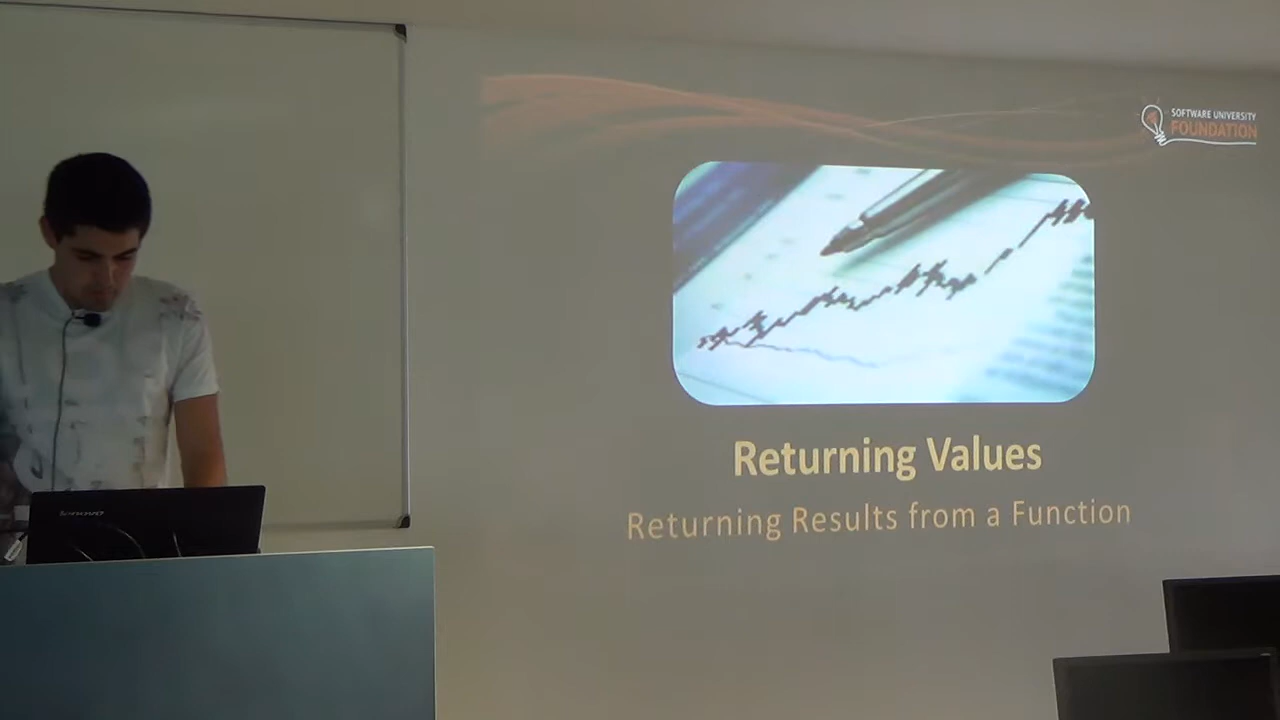 SOFTWARE UNIVERSITY
FOUNDATION
Returning Values
Returning Results from a Function
lenovo